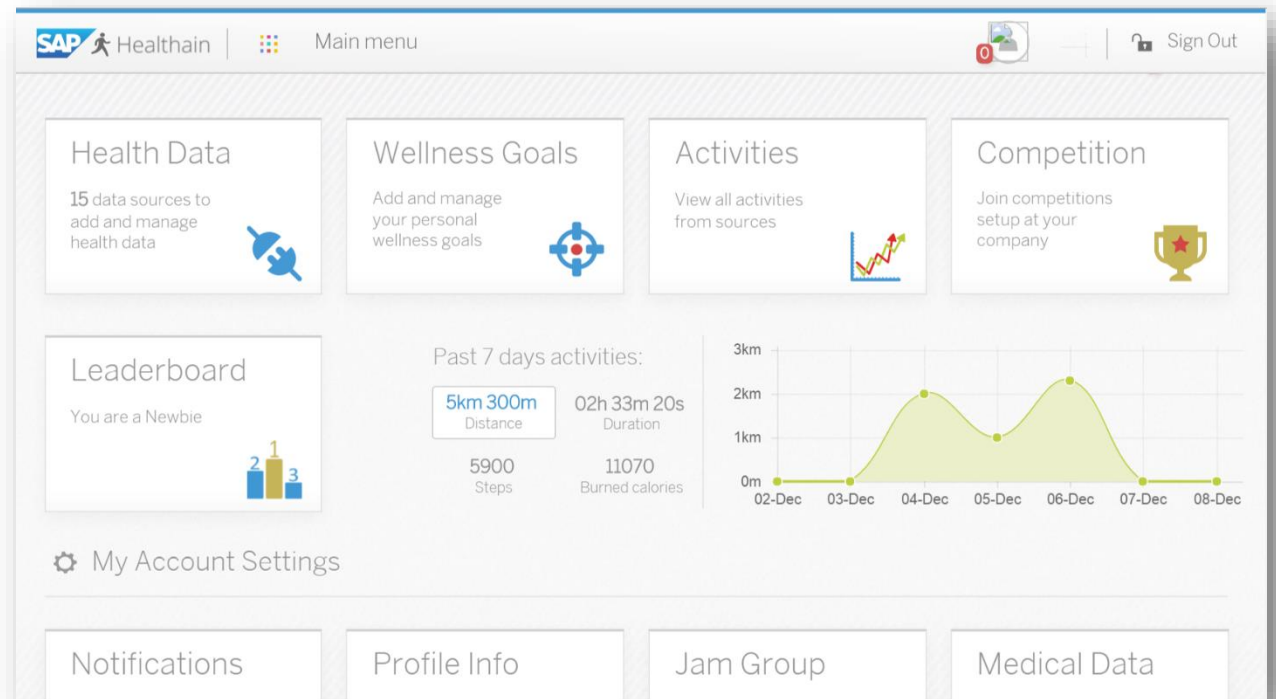 SAP Healthain Main menu 0 Sign Out
Health Data
15 data sources to
add and manage
health data
Wellness Goals
Add and manage
your personal
wellness goals
Activities
View all activities
from sources
Competition
Join competitions
setup at your
company
Leaderboard
You are a Newbie
2 1 3
Past 7 days activities:
5km 300m
Distance
02h 33m 20s
Duration
5900
Steps
11070
Burned calories
3km
2km
1km
0m
02-Dec 03-Dec 04-Dec 05-Dec 06-Dec 07-Dec 08-Dec
My Account Settings
Notifications
Profile Info
Jam Group
Medical Data